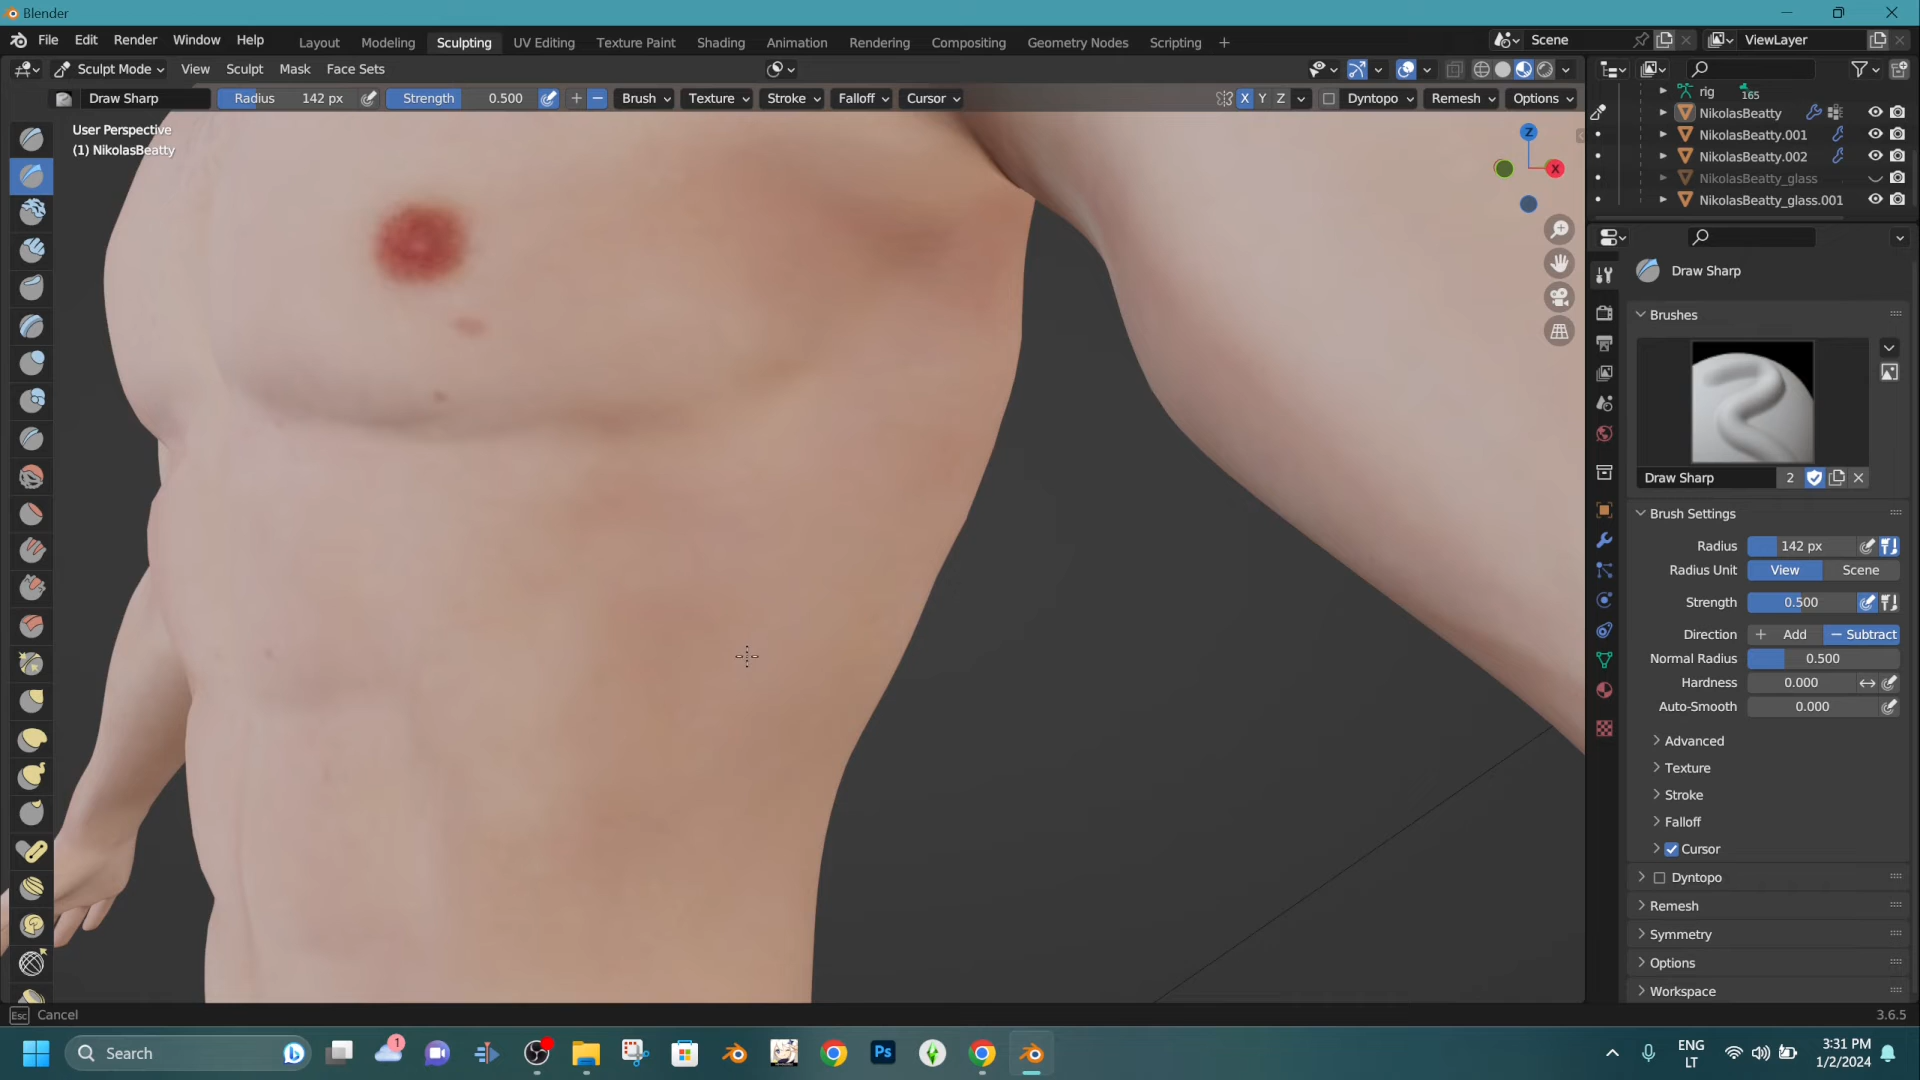 Blender
File Edit Render Window Help Layout Modeling Sculpting UV Editing Texture Paint Shading Animation Rendering Compositing Geometry Nodes Scripting + Scene ViewLayer
Sculpt Mode View Sculpt Mask Face Sets
Draw Sharp Radius 142 px Strength 0.500 Brush Texture Stroke Falloff Cursor X Y Z Dyntopo Remesh Options
User Perspective
(1) NikolasBeatty
Z
X
rig 165
NikolasBeatty
NikolasBeatty.001
NikolasBeatty.002
NikolasBeatty_glass
NikolasBeatty_glass.001
Draw Sharp
Brushes
Draw Sharp 2
Brush Settings
Radius 142 px
Radius Unit View Scene
Strength 0.500
Direction + Add − Subtract
Normal Radius 0.500
Hardness 0.000
Auto-Smooth 0.000
Advanced
Texture
Stroke
Falloff
Cursor
Dyntopo
Remesh
Symmetry
Options
Workspace
Esc Cancel 3.6.5
Search 1 Ps ENG LT 3:31 PM 1/2/2024